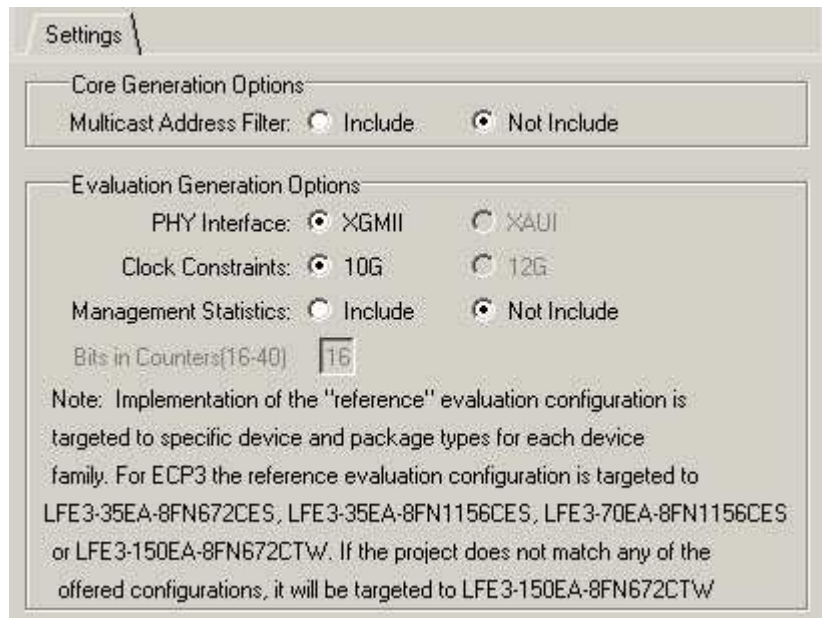 Settings
Core Generation Options
Multicast Address Filter: Include Not Include
Evaluation Generation Options
PHY Interface: XGMII XAUI
Clock Constraints: 10G 12G
Management Statistics: Include Not Include
Bits in Counters(16-40) 16
Note: Implementation of the "reference" evaluation configuration is
targeted to specific device and package types for each device
family. For ECP3 the reference evaluation configuration is targeted to
LFE3-35EA-8FN672CES, LFE3-35EA-8FN1156CES, LFE3-70EA-8FN1156CES
or LFE3-150EA-8FN672CTW. If the project does not match any of the
offered configurations, it will be targeted to LFE3-150EA-8FN672CTW